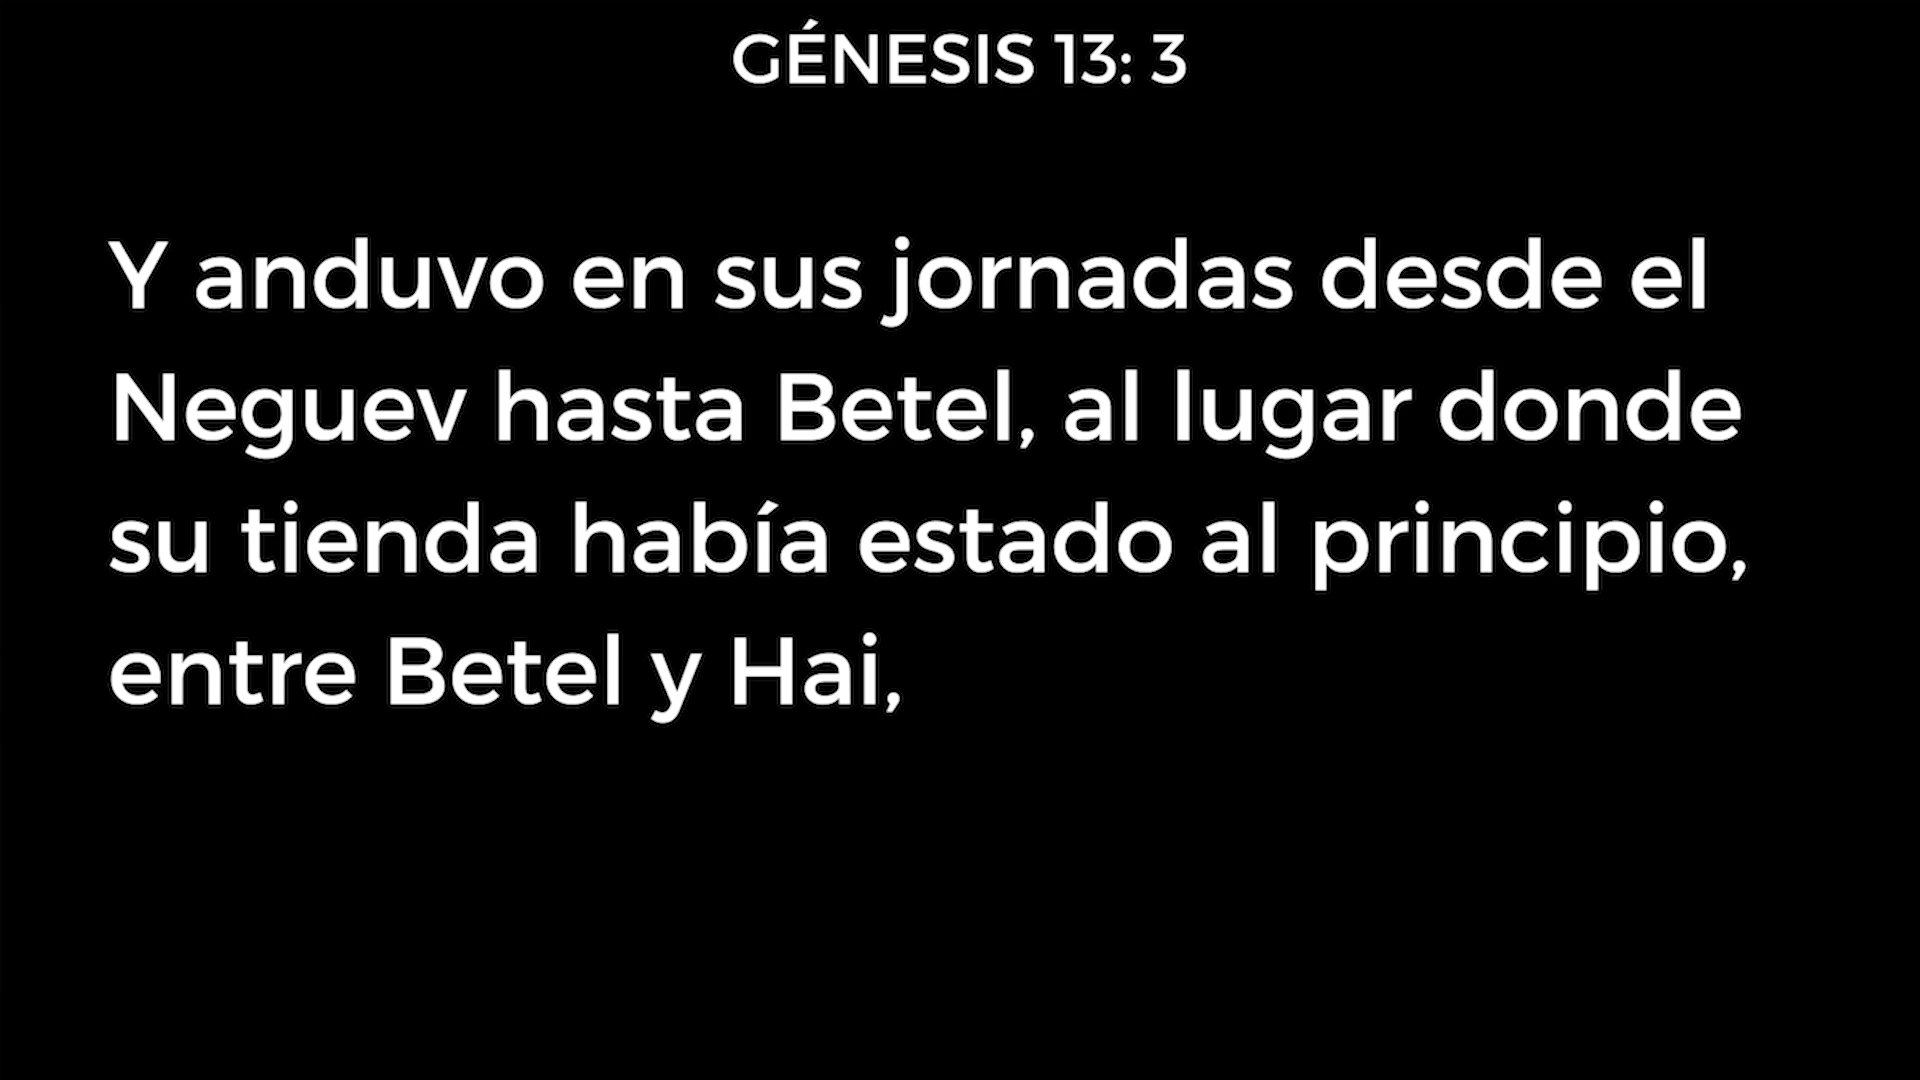 GÉNESIS 13: 3
Y anduvo en sus jornadas desde el
Neguev hasta Betel, al lugar donde
su tienda había estado al principio,
entre Betel y Hai,